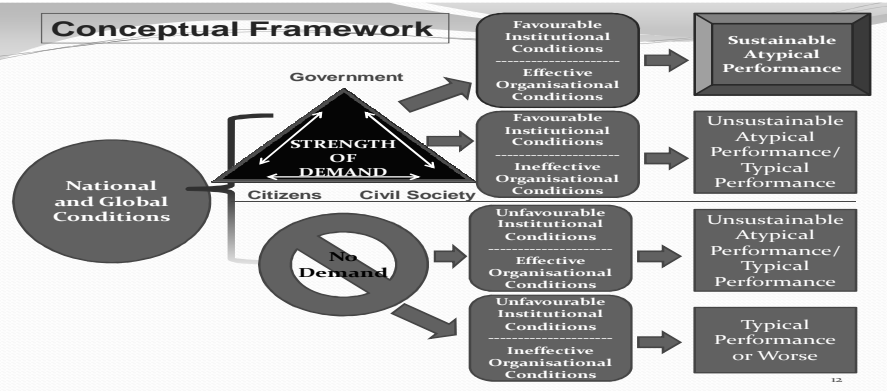 Conceptual Framework
Government
STRENGTH
OF
DEMAND
Citizens
Civil Society
National
and Global
Conditions
No
Demand
Favourable
Institutional
Conditions
--------------------
Effective
Organisational
Conditions
Sustainable
Atypical
Performance
Favourable
Institutional
Conditions
--------------------
Ineffective
Organisational
Conditions
Unsustainable
Atypical
Performance/
Typical
Performance
Unfavourable
Institutional
Conditions
--------------------
Effective
Organisational
Conditions
Unsustainable
Atypical
Performance/
Typical
Performance
Unfavourable
Institutional
Conditions
--------------------
Ineffective
Organisational
Conditions
Typical
Performance
or Worse
12